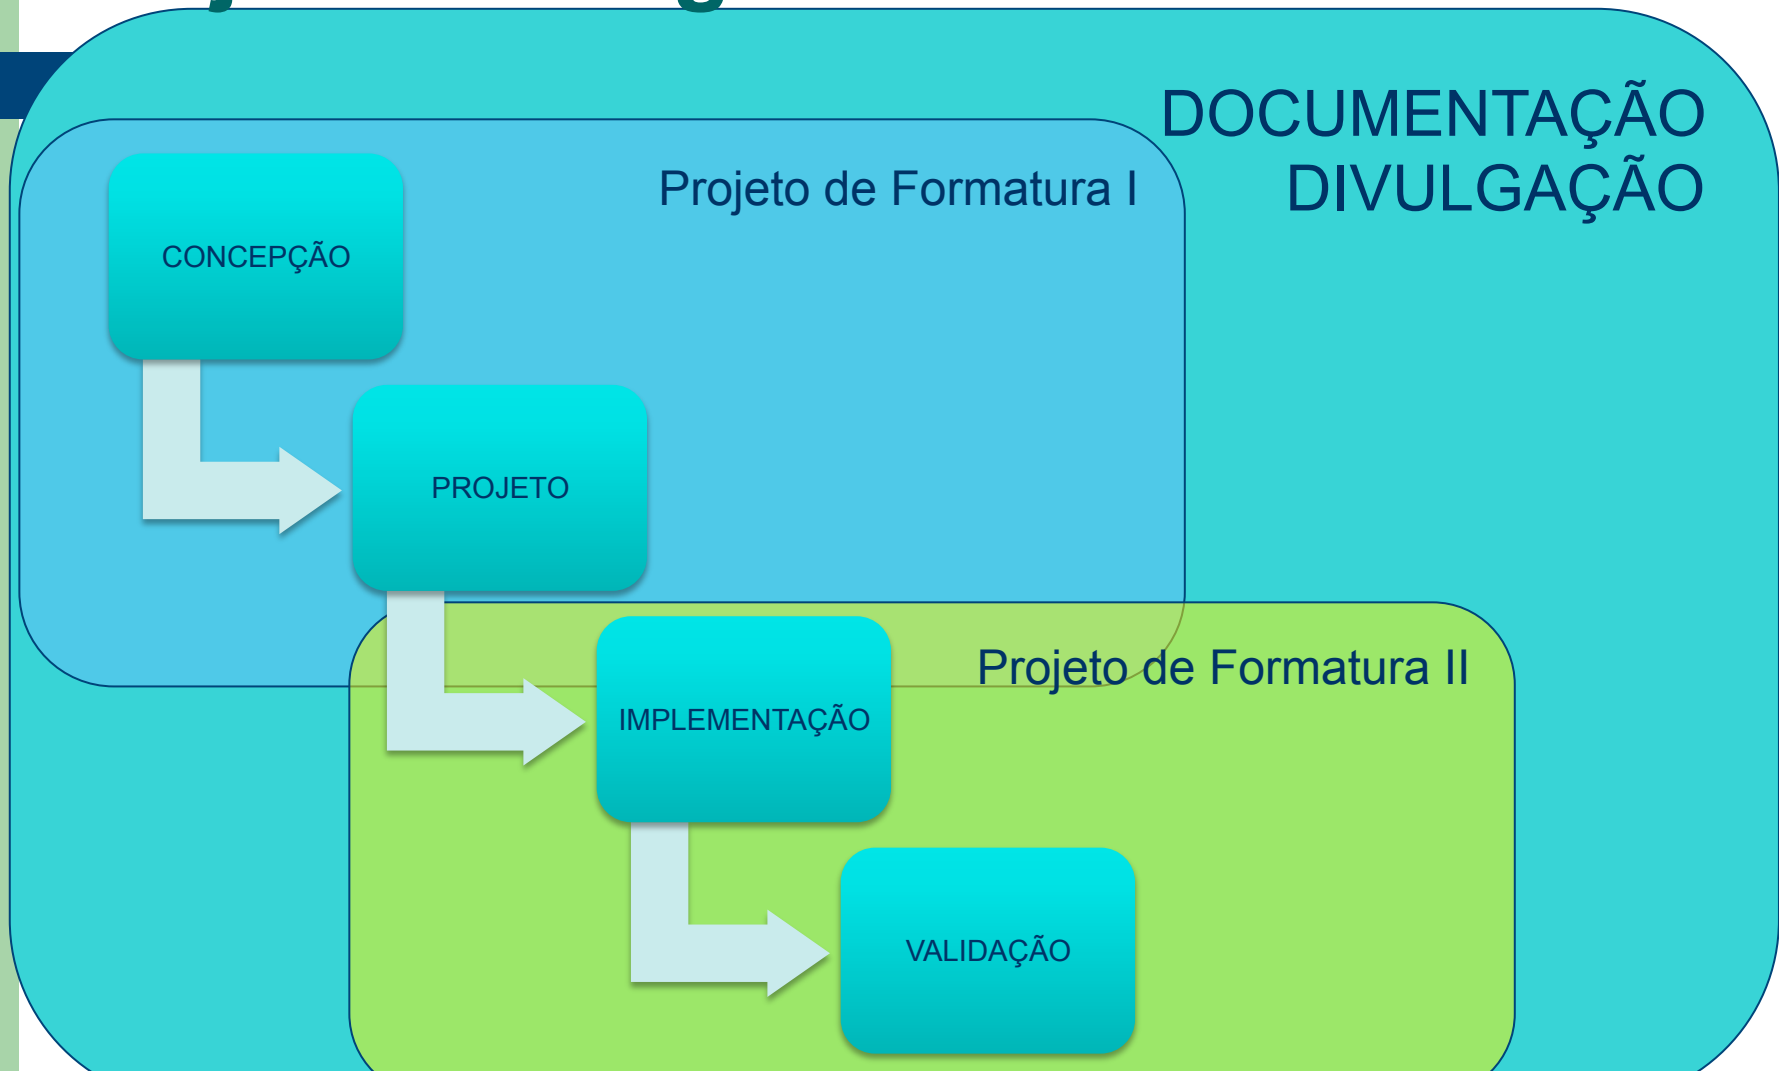 DOCUMENTAÇÃO
DIVULGAÇÃO
Projeto de Formatura I
CONCEPÇÃO
PROJETO
Projeto de Formatura II
IMPLEMENTAÇÃO
VALIDAÇÃO